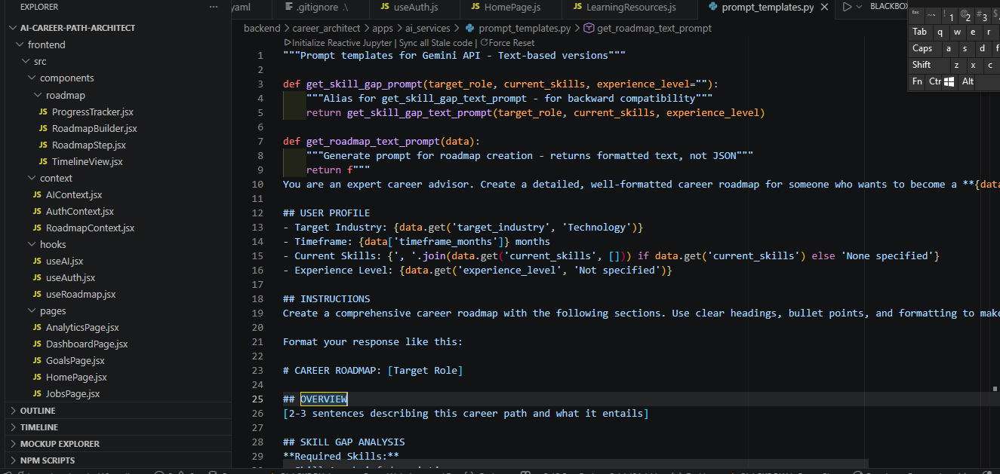 EXPLORER ···
AI-CAREER-PATH-ARCHITECT
frontend
src
components
roadmap
JS ProgressTracker.jsx
JS RoadmapBuilder.jsx
JS RoadmapStep.jsx
JS TimelineView.jsx
context
JS AIContext.jsx
JS AuthContext.jsx
JS RoadmapContext.jsx
hooks
JS useAI.jsx
JS useAuth.jsx
JS useRoadmap.jsx
pages
JS AnalyticsPage.jsx
JS DashboardPage.jsx
JS GoalsPage.jsx
JS HomePage.jsx
JS JobsPage.jsx
OUTLINE
TIMELINE
MOCKUP EXPLORER
NPM SCRIPTS
yaml .gitignore .\ JS useAuth.js JS HomePage.js JS LearningResources.js prompt_templates.py BLACKBOX
backend > career_architect > apps > ai_services > prompt_templates.py > get_roadmap_text_prompt
Initialize Reactive Jupyter | Sync all Stale code | Force Reset
1 """Prompt templates for Gemini API - Text-based versions"""
2
3 def get_skill_gap_prompt(target_role, current_skills, experience_level=""):
4 """Alias for get_skill_gap_text_prompt - for backward compatibility"""
5 return get_skill_gap_text_prompt(target_role, current_skills, experience_level)
6
7 def get_roadmap_text_prompt(data):
8 """Generate prompt for roadmap creation - returns formatted text, not JSON"""
9 return f"""
10 You are an expert career advisor. Create a detailed, well-formatted career roadmap for someone who wants to become a **{data
11
12 ## USER PROFILE
13 - Target Industry: {data.get('target_industry', 'Technology')}
14 - Timeframe: {data['timeframe_months']} months
15 - Current Skills: {', '.join(data.get('current_skills', [])) if data.get('current_skills') else 'None specified'}
16 - Experience Level: {data.get('experience_level', 'Not specified')}
17
18 ## INSTRUCTIONS
19 Create a comprehensive career roadmap with the following sections. Use clear headings, bullet points, and formatting to make
20
21 Format your response like this:
22
23 # CAREER ROADMAP: [Target Role]
24
25 ## OVERVIEW
26 [2-3 sentences describing this career path and what it entails]
27
28 ## SKILL GAP ANALYSIS
29 **Required Skills:**
fac ~ ` ! 1 @ 2 # 3 $
Tab q w e r
Caps a s d f
Shift z x c
Fn Ctr Alt